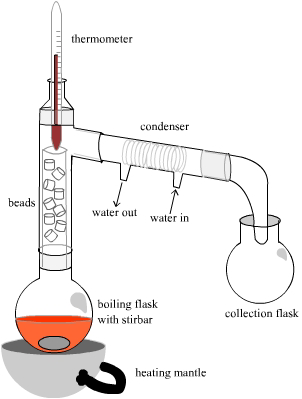 thermometer
condenser
beads
water out
water in
boiling flask
with stirbar
collection flask
heating mantle